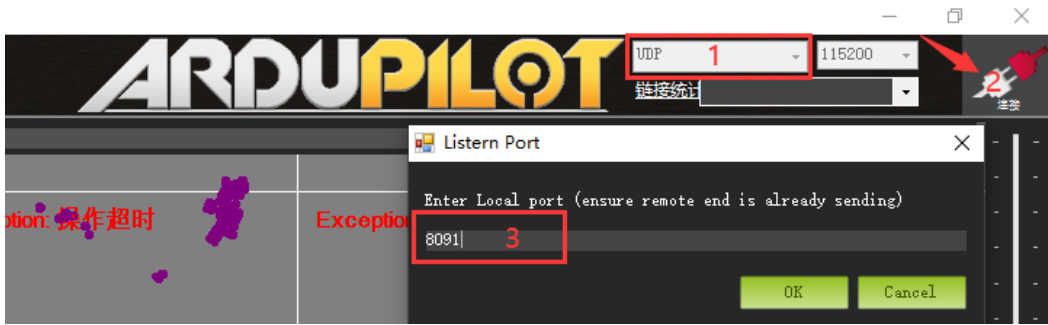 ARDUPILOT
UDP 1 115200
链接统计
2
连接
Listern Port
Enter Local port (ensure remote end is already sending)
ption: 操作超时
Exception
8091 3
OK Cancel